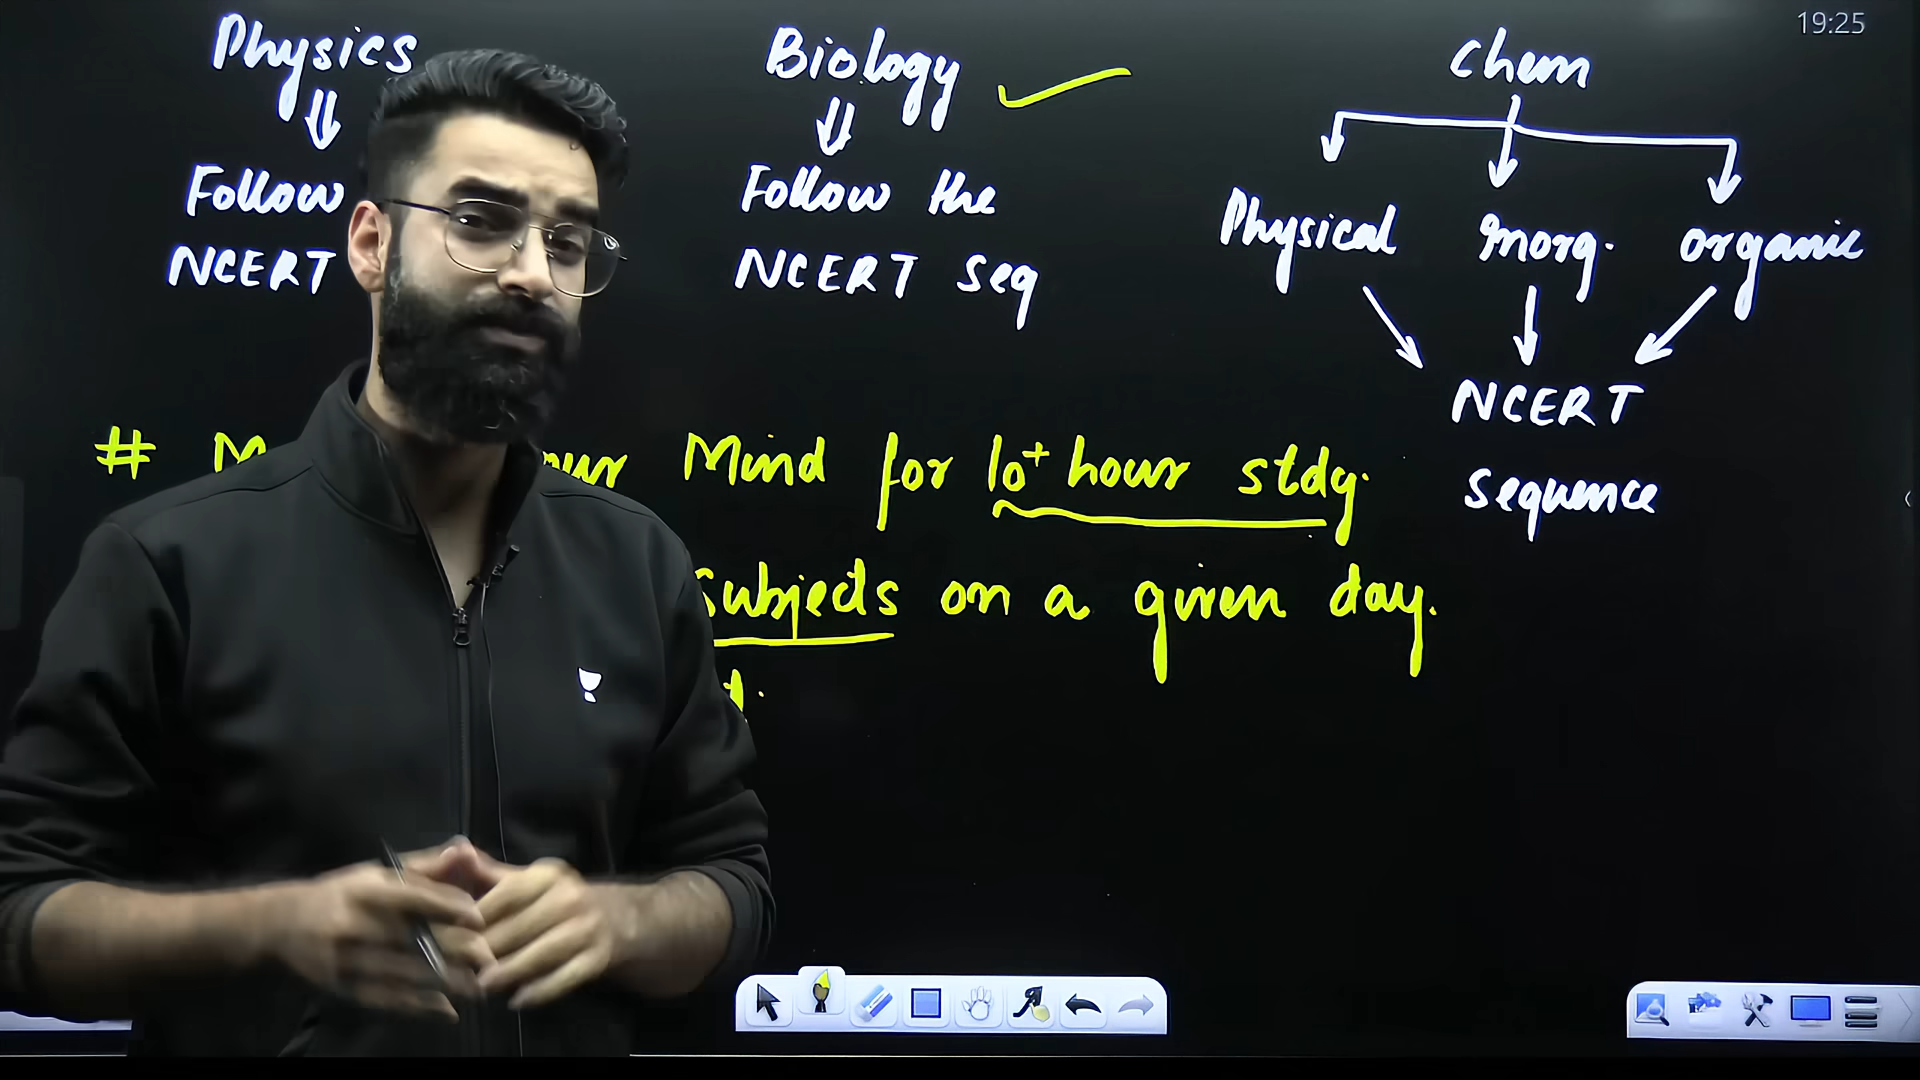 19:25
Physics
Follow
NCERT
Biology
Follow the
NCERT Seq
Chem
Physical Inorg. organic
NCERT
Sequence
# Mind for 10+ hour stdy.
Subjects on a given day.